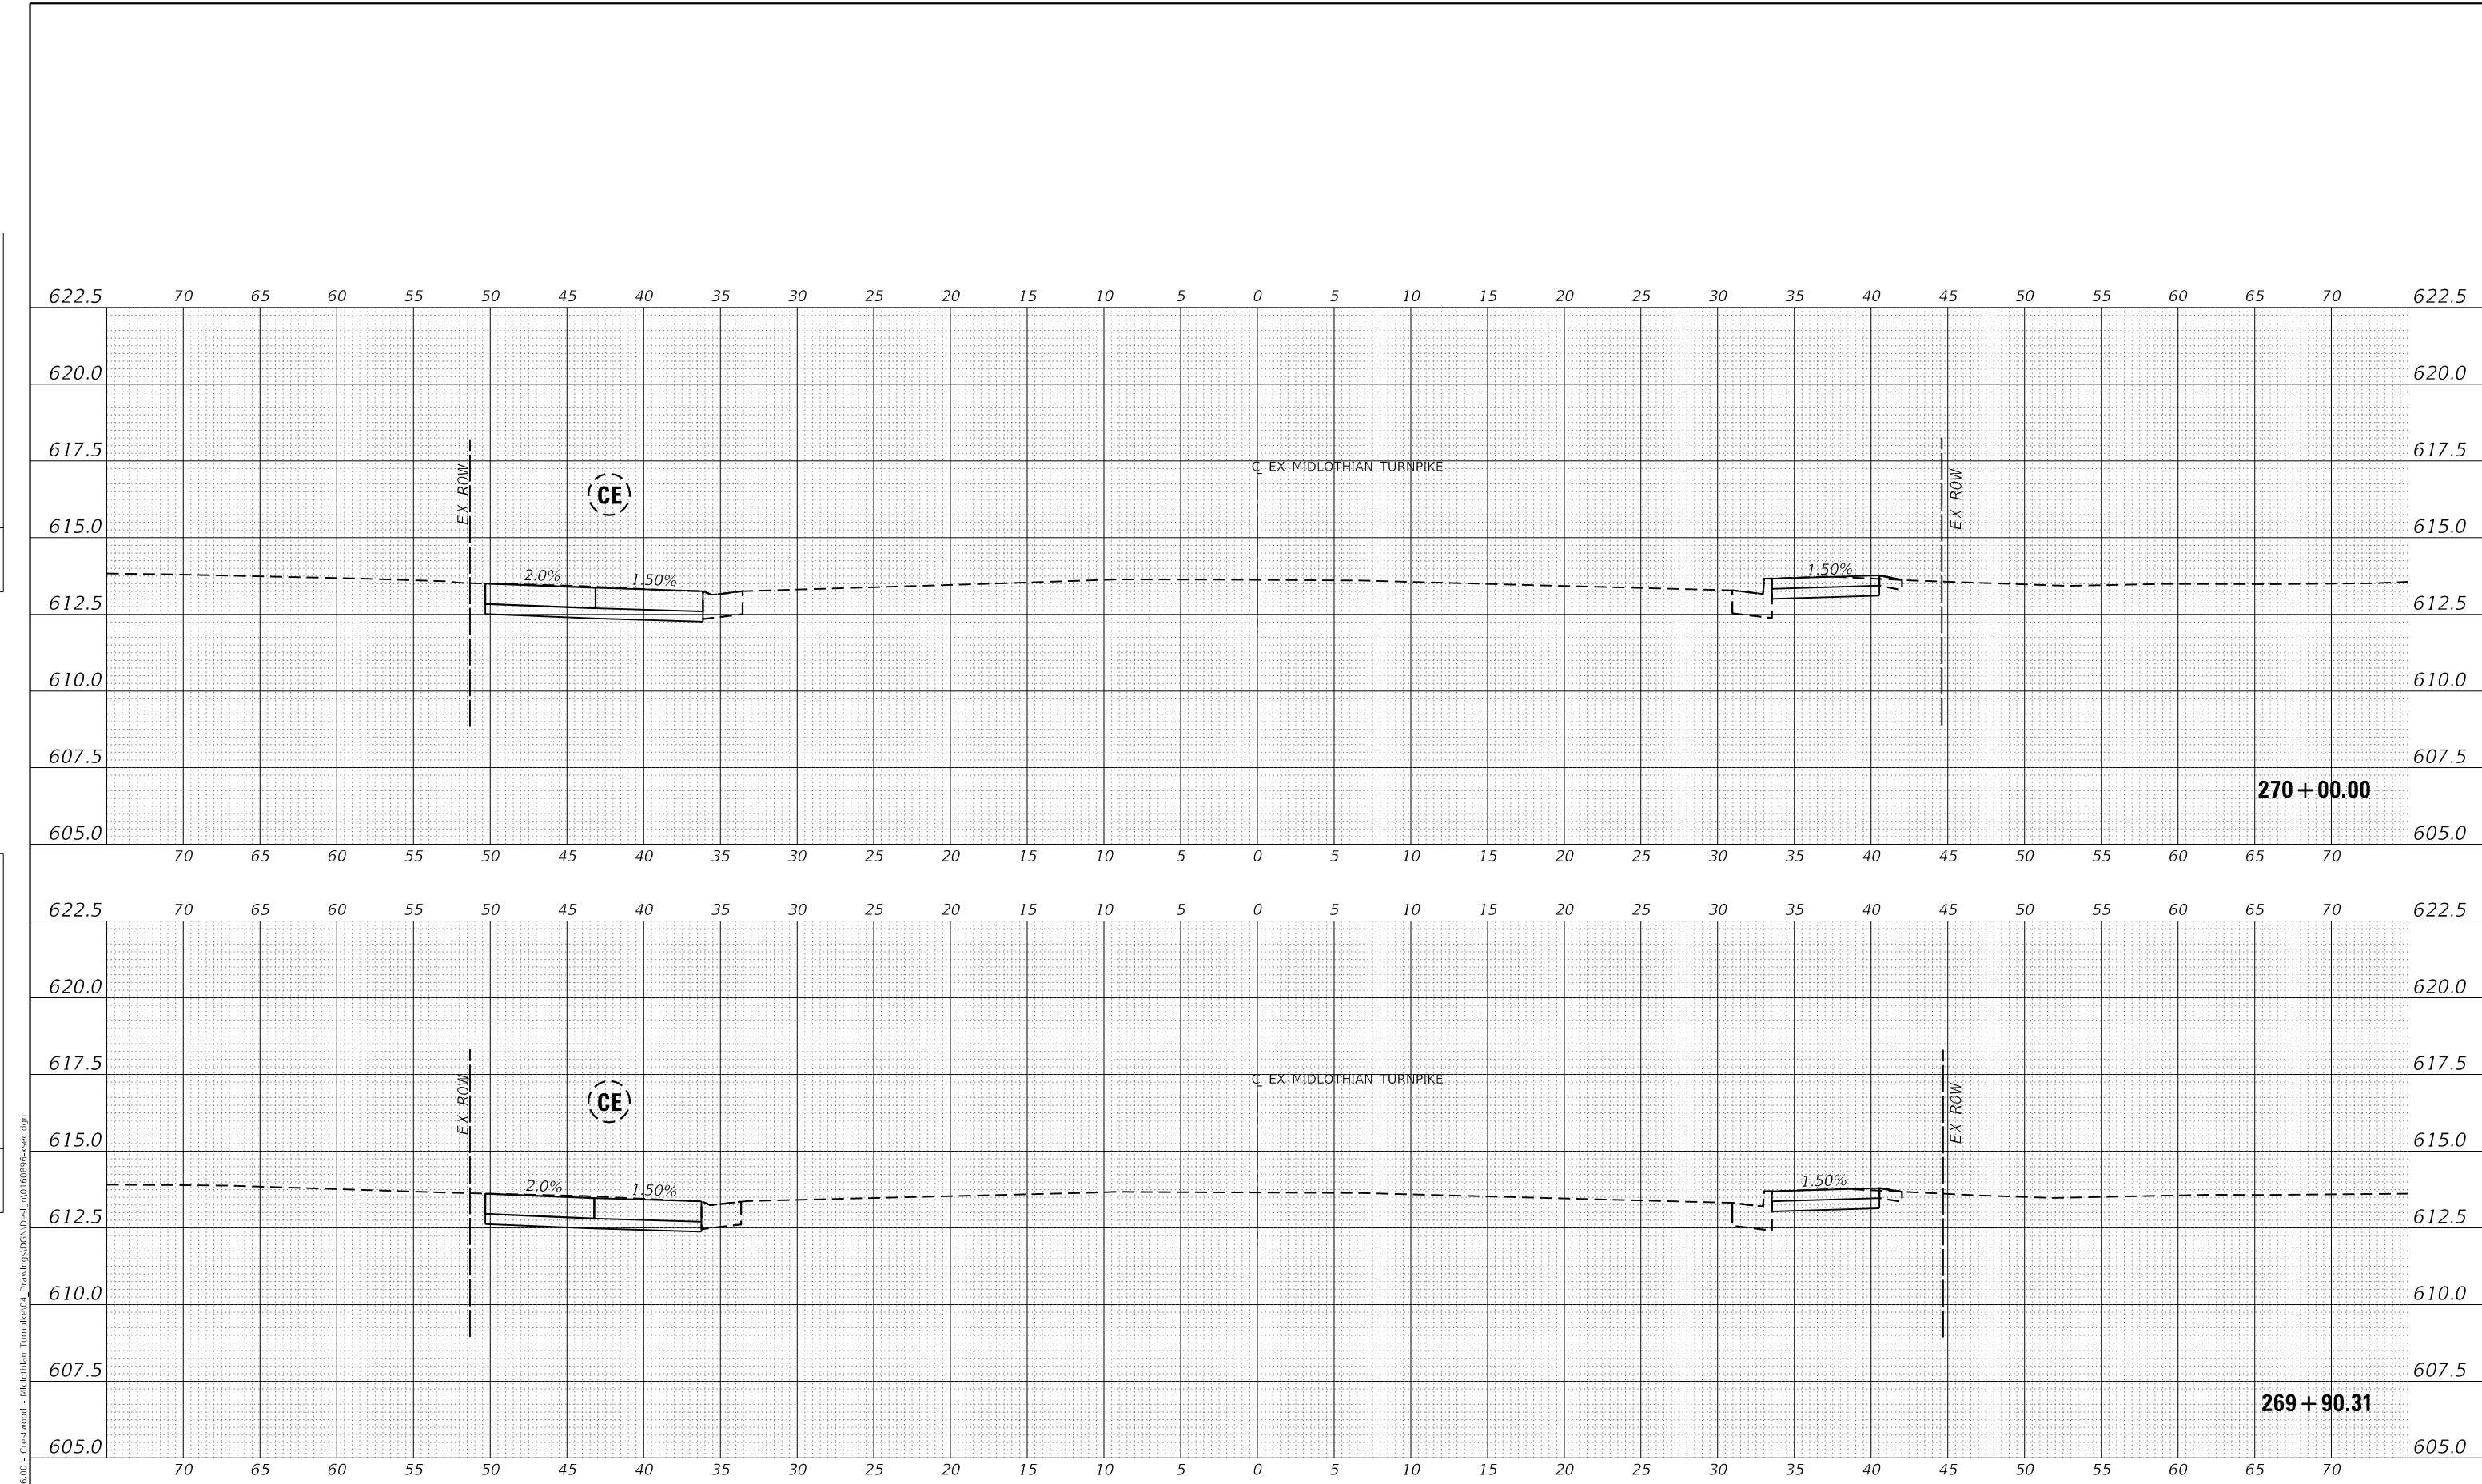 622.5 70 65 60 55 50 45 40 35 30 25 20 15 10 5 0 5 10 15 20 25 30 35 40 45 50 55 60 65 70 622.5
620.0 620.0
617.5 617.5
EX ROW
CE
℄ EX MIDLOTHIAN TURNPIKE
EX ROW
615.0 615.0
2.0% 1.50% 1.50%
612.5 612.5
610.0 610.0
607.5 607.5
270+00.00
605.0 605.0
70 65 60 55 50 45 40 35 30 25 20 15 10 5 0 5 10 15 20 25 30 35 40 45 50 55 60 65 70
622.5 70 65 60 55 50 45 40 35 30 25 20 15 10 5 0 5 10 15 20 25 30 35 40 45 50 55 60 65 70 622.5
620.0 620.0
617.5 617.5
EX ROW
CE
℄ EX MIDLOTHIAN TURNPIKE
EX ROW
615.0 615.0
2.0% 1.50% 1.50%
612.5 612.5
610.0 610.0
607.5 607.5
269+90.31
605.0 605.0
70 65 60 55 50 45 40 35 30 25 20 15 10 5 0 5 10 15 20 25 30 35 40 45 50 55 60 65 70
6.00 - Crestwood - Midlothian Turnpike\04_Drawings\DGN\Design\0160896-xsec.dgn